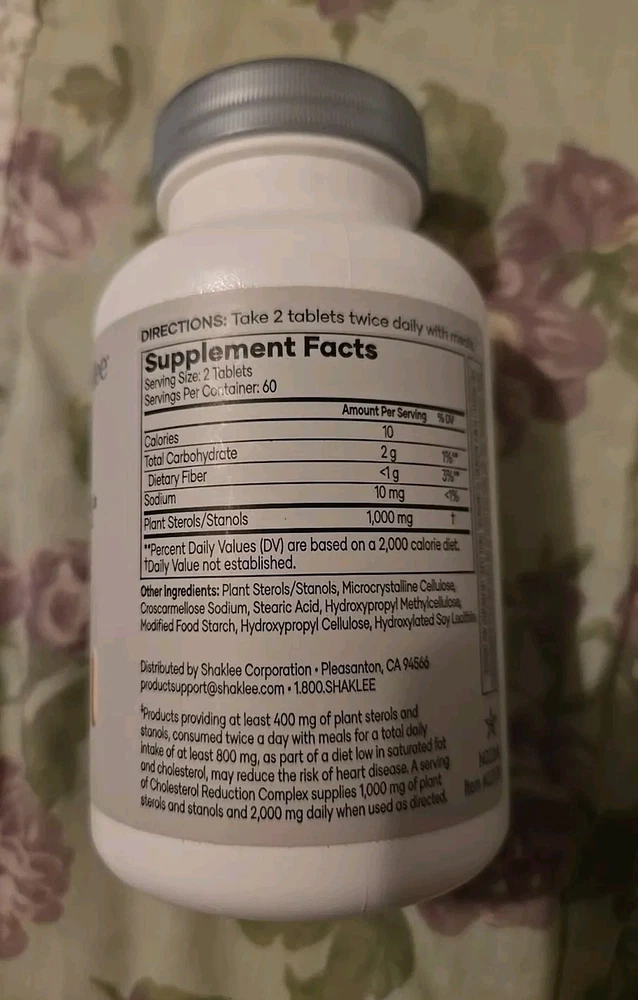 DIRECTIONS: Take 2 tablets twice daily with meals
Supplement Facts
Serving Size: 2 Tablets
Servings Per Container: 60
Amount Per Serving % DV
Calories 10
Total Carbohydrate 2 g 1%**
Dietary Fiber <1 g 3%**
Sodium 10 mg <1%
Plant Sterols/Stanols 1,000 mg †
**Percent Daily Values (DV) are based on a 2,000 calorie diet.
†Daily Value not established.
Other Ingredients: Plant Sterols/Stanols, Microcrystalline Cellulose,
Croscarmellose Sodium, Stearic Acid, Hydroxypropyl Methylcellulose,
Modified Food Starch, Hydroxypropyl Cellulose, Hydroxylated Soy Lecithin
Distributed by Shaklee Corporation • Pleasanton, CA 94566
productsupport@shaklee.com • 1.800.SHAKLEE
‡Products providing at least 400 mg of plant sterols and
stanols, consumed twice a day with meals for a total daily
intake of at least 800 mg, as part of a diet low in saturated fat
and cholesterol, may reduce the risk of heart disease. A serving
of Cholesterol Reduction Complex supplies 1,000 mg of plant
sterols and stanols and 2,000 mg daily when used as directed.